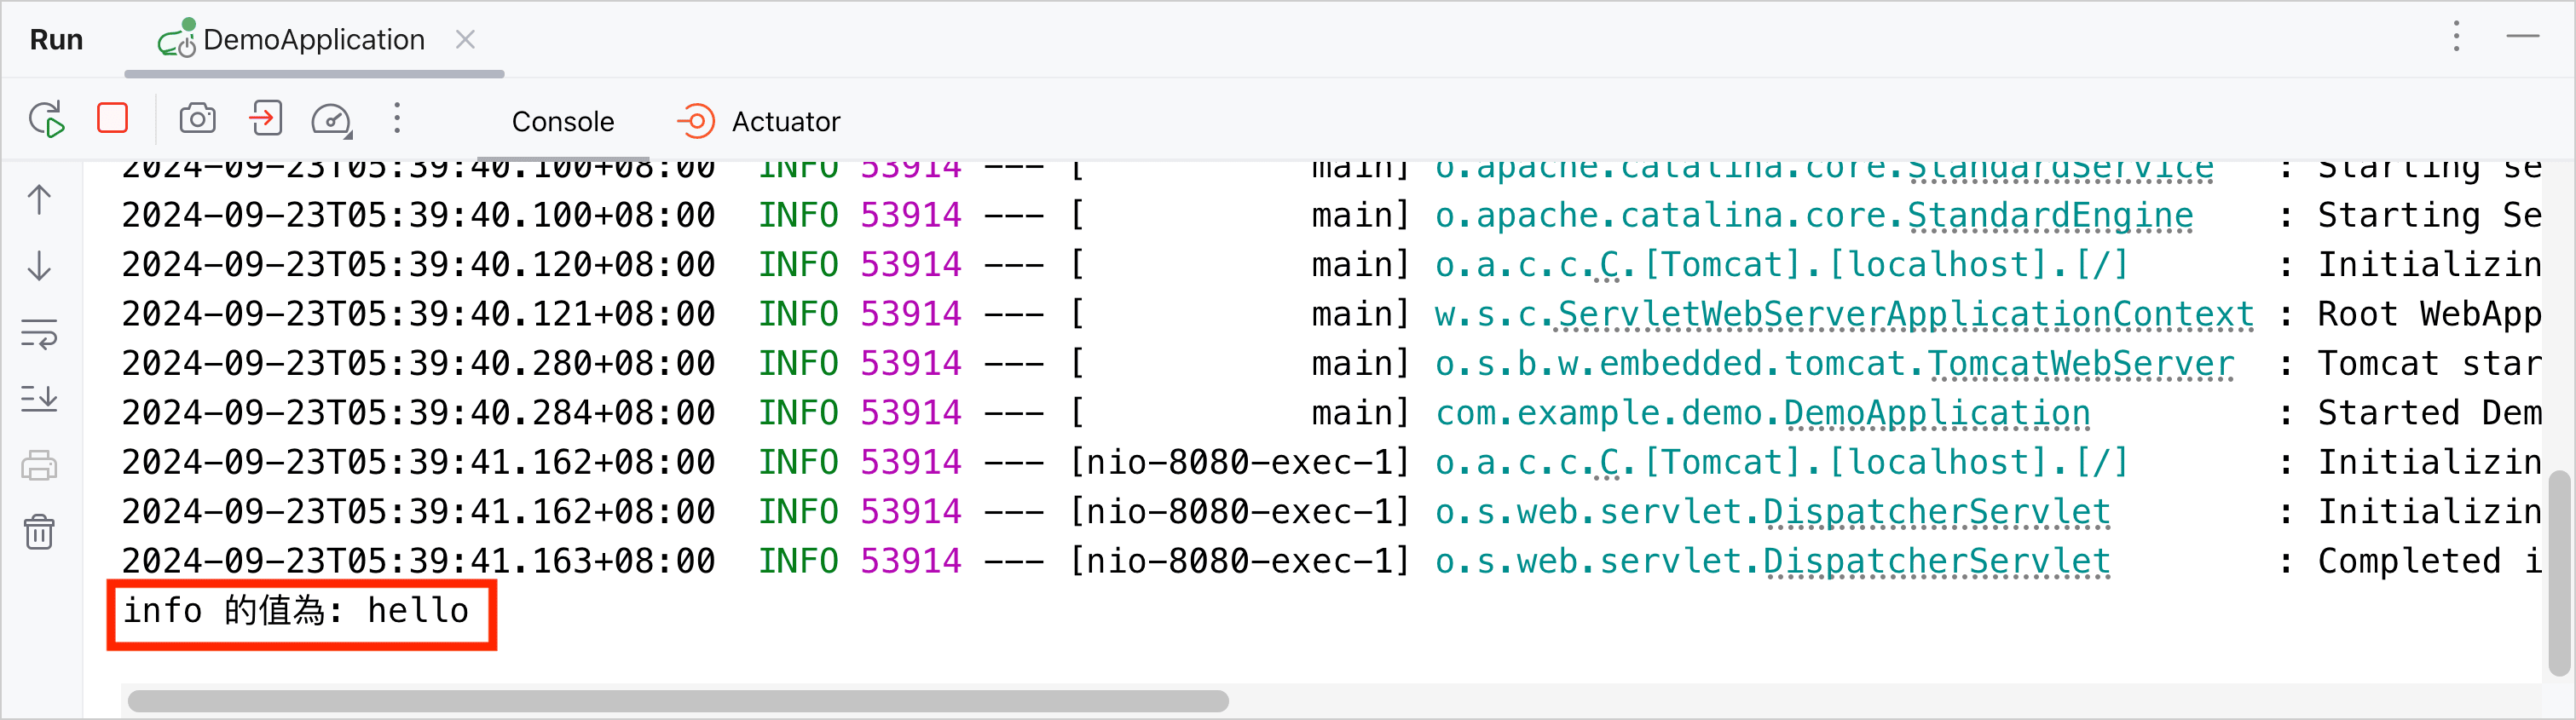 Run DemoApplication
Console Actuator
2024-09-23T05:39:40.100+08:00  INFO 53914 --- [           main] o.apache.catalina.core.StandardService   : Starting se
2024-09-23T05:39:40.100+08:00  INFO 53914 --- [           main] o.apache.catalina.core.StandardEngine    : Starting Se
2024-09-23T05:39:40.120+08:00  INFO 53914 --- [           main] o.a.c.c.C.[Tomcat].[localhost].[/]       : Initializin
2024-09-23T05:39:40.121+08:00  INFO 53914 --- [           main] w.s.c.ServletWebServerApplicationContext : Root WebApp
2024-09-23T05:39:40.280+08:00  INFO 53914 --- [           main] o.s.b.w.embedded.tomcat.TomcatWebServer  : Tomcat star
2024-09-23T05:39:40.284+08:00  INFO 53914 --- [           main] com.example.demo.DemoApplication         : Started Dem
2024-09-23T05:39:41.162+08:00  INFO 53914 --- [nio-8080-exec-1] o.a.c.c.C.[Tomcat].[localhost].[/]       : Initializin
2024-09-23T05:39:41.162+08:00  INFO 53914 --- [nio-8080-exec-1] o.s.web.servlet.DispatcherServlet        : Initializin
2024-09-23T05:39:41.163+08:00  INFO 53914 --- [nio-8080-exec-1] o.s.web.servlet.DispatcherServlet        : Completed i
info 的值為: hello